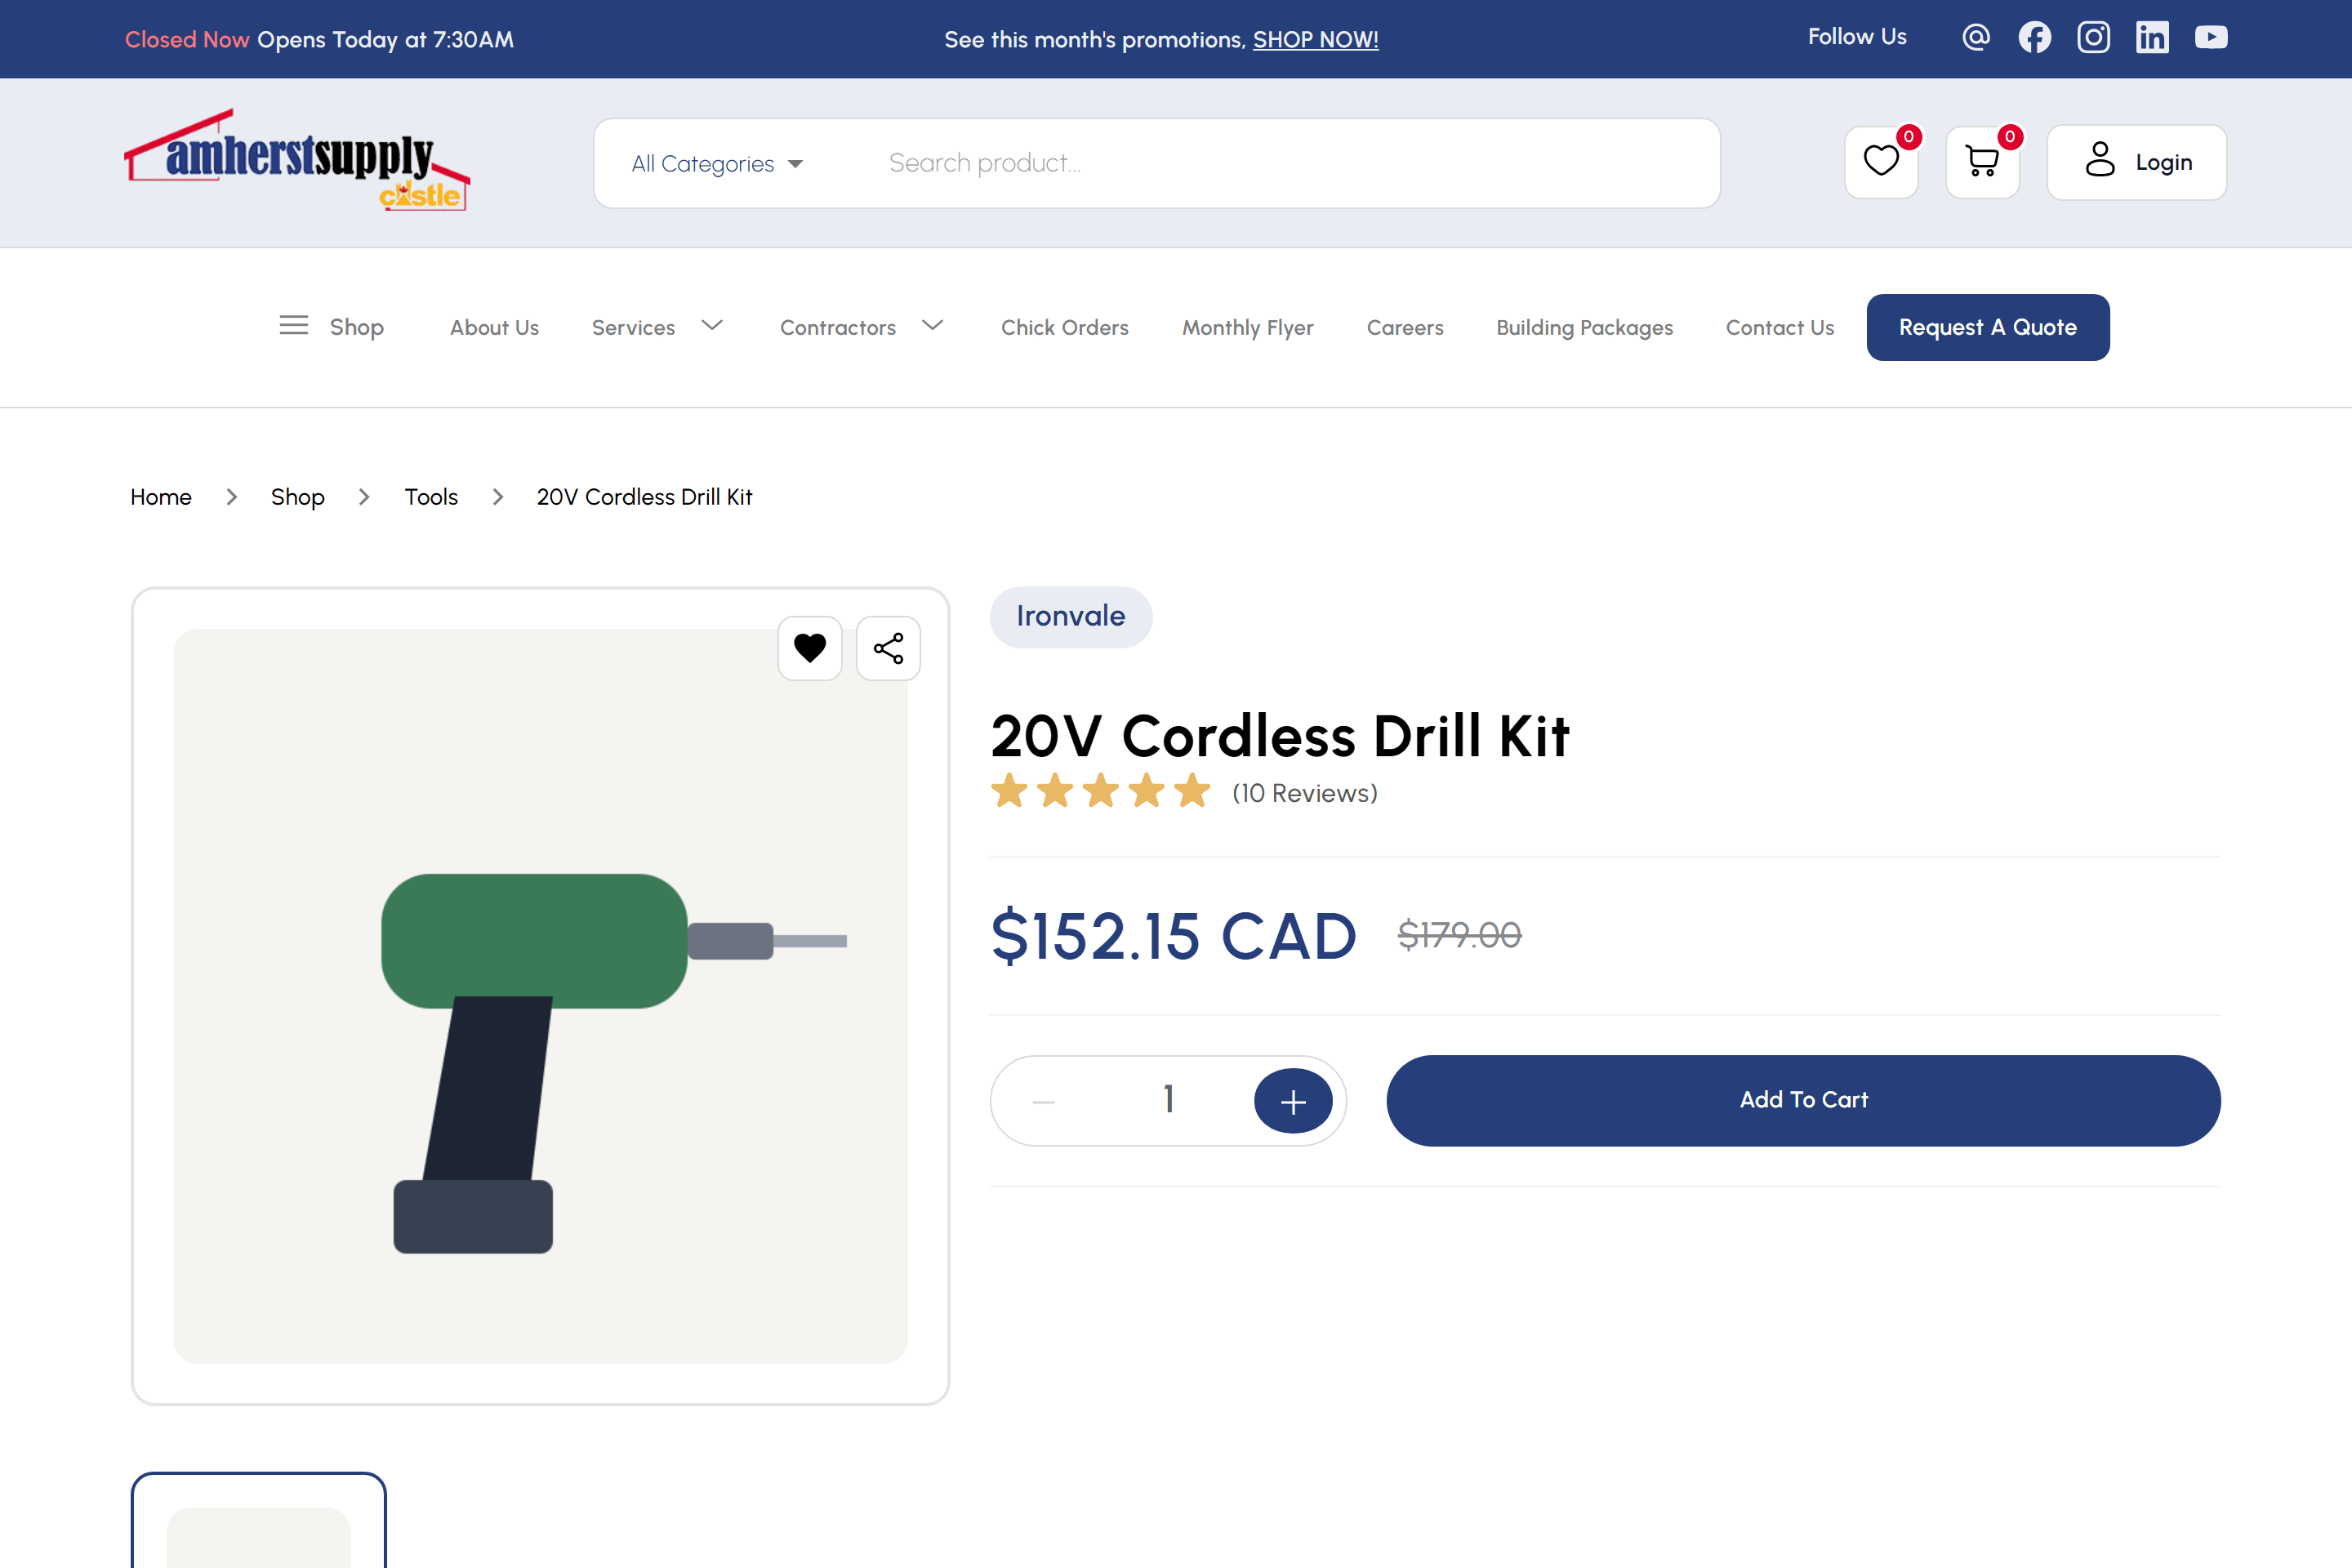 Closed Now Opens Today at 7:30AM
See this month's promotions, SHOP NOW!
Follow Us
amherstsupply
castle
All Categories
Search product...
0
0
Login
Shop
About Us
Services
Contractors
Chick Orders
Monthly Flyer
Careers
Building Packages
Contact Us
Request A Quote
Home
Shop
Tools
20V Cordless Drill Kit
Ironvale
20V Cordless Drill Kit
(10 Reviews)
$152.15 CAD $179.00
1
Add To Cart